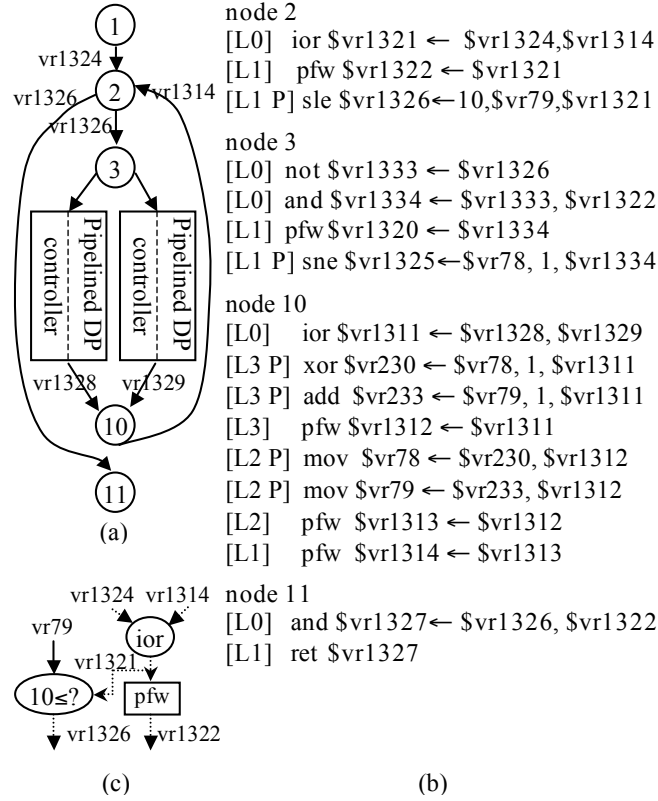 1
vr1324
vr1326
2
vr1314
vr1326
3
Pipelined DP
controller
Pipelined DP
controller
vr1328
vr1329
10
11
(a)
node 2
[L0] ior $vr1321 ← $vr1324,$vr1314
[L1] pfw $vr1322 ← $vr1321
[L1 P] sle $vr1326←10,$vr79,$vr1321
node 3
[L0] not $vr1333 ← $vr1326
[L0] and $vr1334 ← $vr1333, $vr1322
[L1] pfw $vr1320 ← $vr1334
[L1 P] sne $vr1325←$vr78, 1, $vr1334
node 10
[L0] ior $vr1311 ← $vr1328, $vr1329
[L3 P] xor $vr230 ← $vr78, 1, $vr1311
[L3 P] add $vr233 ← $vr79, 1, $vr1311
[L3] pfw $vr1312 ← $vr1311
[L2 P] mov $vr78 ← $vr230, $vr1312
[L2 P] mov $vr79 ← $vr233, $vr1312
[L2] pfw $vr1313 ← $vr1312
[L1] pfw $vr1314 ← $vr1313
node 11
[L0] and $vr1327← $vr1326, $vr1322
[L1] ret $vr1327
vr1324
vr1314
vr79
ior
vr1321
10≤?
pfw
vr1326
vr1322
(c)
(b)